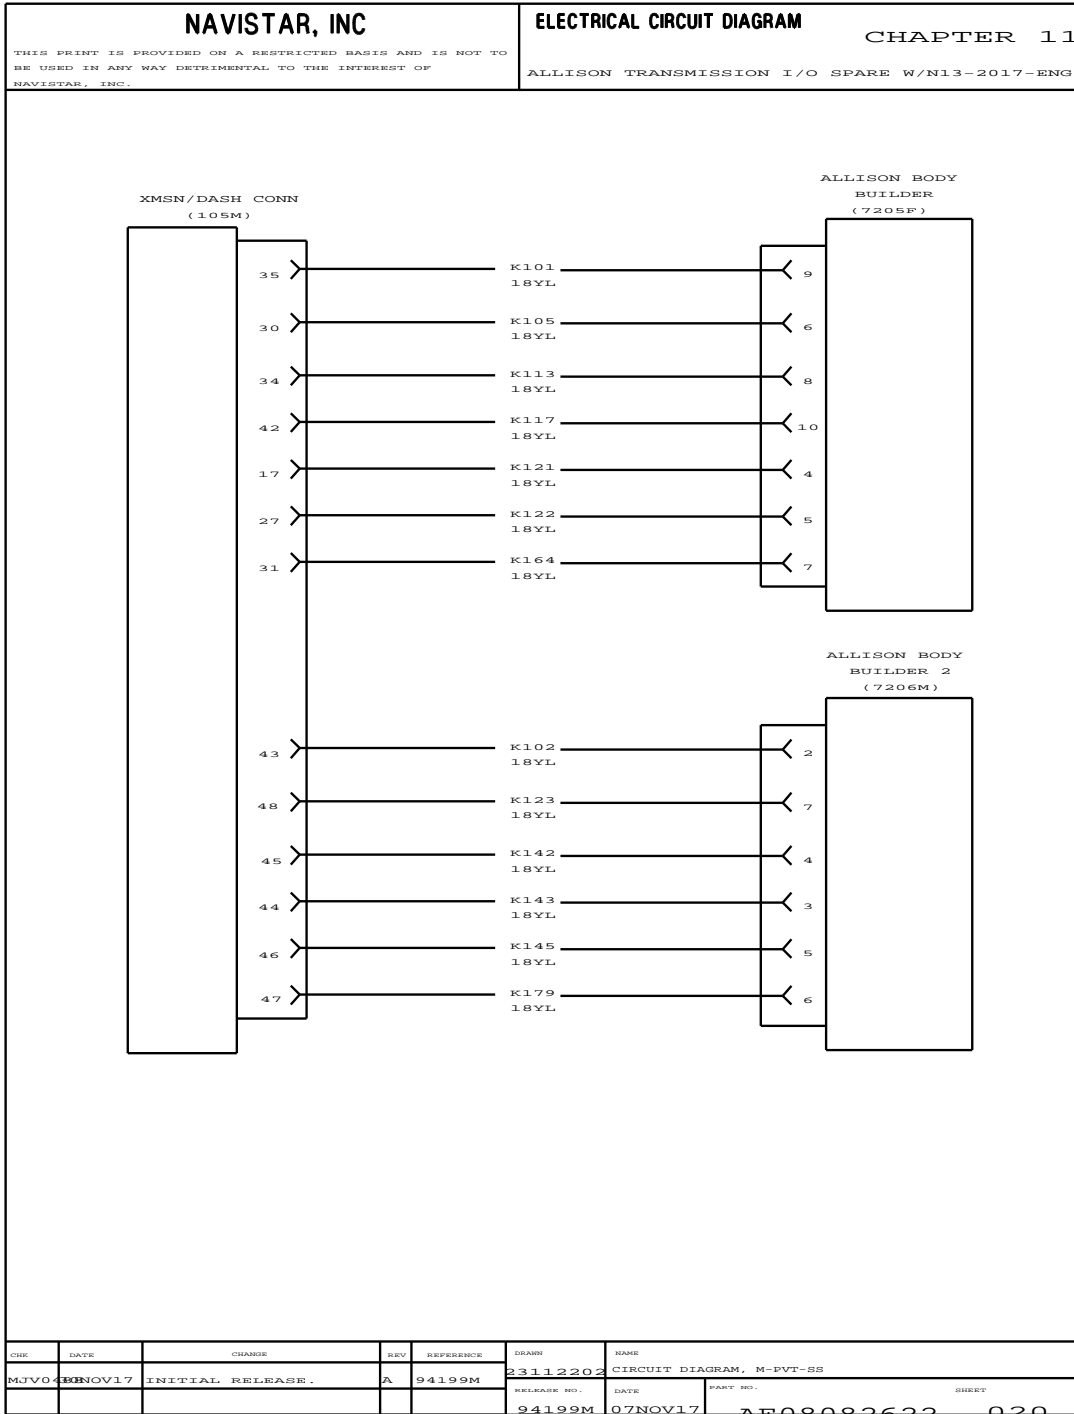 NAVISTAR, INC
THIS PRINT IS PROVIDED ON A RESTRICTED BASIS AND IS NOT TO
BE USED IN ANY WAY DETRIMENTAL TO THE INTEREST OF
NAVISTAR, INC.
ELECTRICAL CIRCUIT DIAGRAM
CHAPTER 11
ALLISON TRANSMISSION I/O SPARE W/N13-2017-ENG
XMSN/DASH CONN
(105M)
ALLISON BODY
BUILDER
(7205F)
35 K101 9
18YL
30 K105 6
18YL
34 K113 8
18YL
42 K117 10
18YL
17 K121 4
18YL
27 K122 5
18YL
31 K164 7
18YL
ALLISON BODY
BUILDER 2
(7206M)
43 K102 2
18YL
48 K123 7
18YL
45 K142 4
18YL
44 K143 3
18YL
46 K145 5
18YL
47 K179 6
18YL
CHK DATE CHANGE REV REFERENCE
INITIAL RELEASE. A 94199M
DRAWN
23112202
NAME
CIRCUIT DIAGRAM, M-PVT-SS
RELEASE NO.
94199M
DATE
07NOV17
PART NO.
SHEET